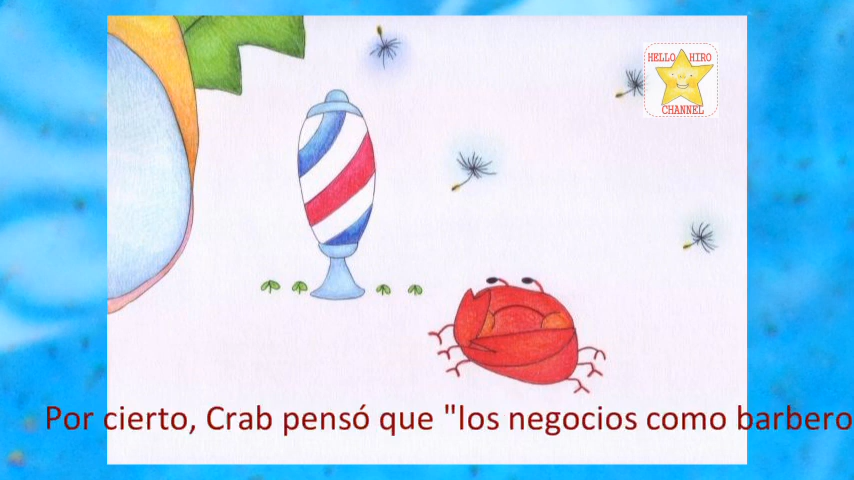 HELLO HIRO
CHANNEL
Por cierto, Crab pensó que "los negocios como barbero